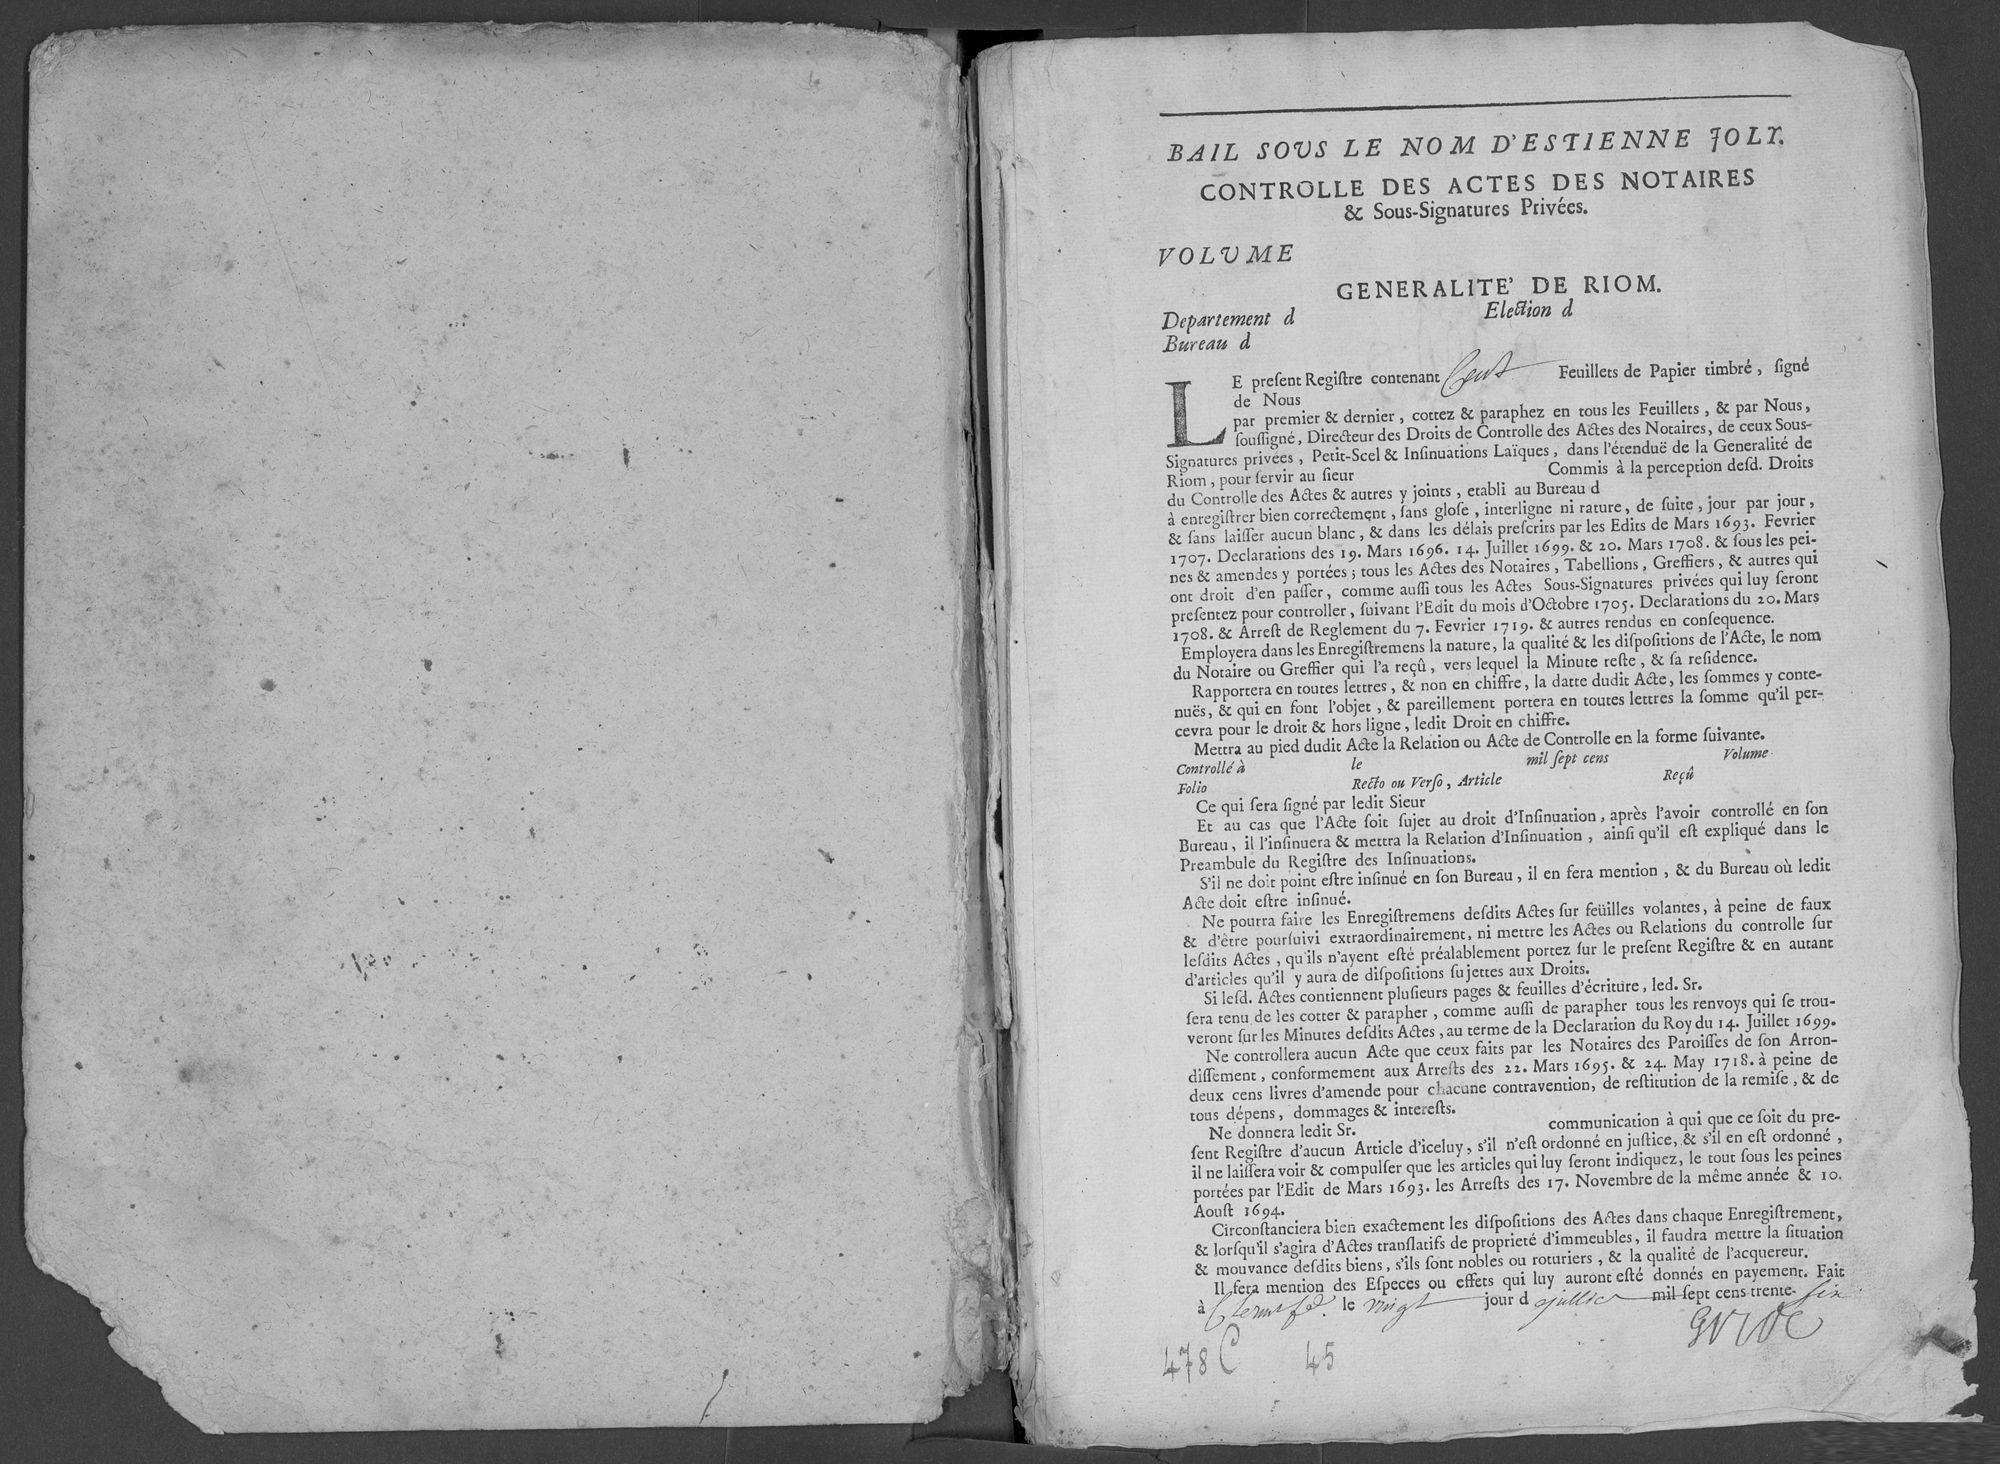 BAIL SOUS LE NOM D'ESTIENNE JOLY.
CONTROLLE DES ACTES DES NOTAIRES
& Sous-Signatures Privées.
VOLUME
GENERALITE' DE RIOM.
Departement d Election d
Bureau d
LE preſent Regiſtre contenant Cent Feuillets de Papier timbré, ſigné
de Nous
par premier & dernier, cottez & paraphez en tous les Feuillets, & par Nous,
ſouſſigné, Directeur des Droits de Controlle des Actes des Notaires, de ceux Sous-
Signatures privées, Petit-Scel & Inſinuations Laïques, dans l'étenduë de la Generalité de
Riom, pour ſervir au ſieur Commis à la perception deſd. Droits
du Controlle des Actes & autres y joints, etabli au Bureau d
à enregiſtrer bien correctement, ſans gloſe, interligne ni rature, de ſuite, jour par jour,
& ſans laiſſer aucun blanc, & dans les délais preſcrits par les Edits de Mars 1693. Fevrier
1707. Declarations des 19. Mars 1696. 14. Juillet 1699. & 20. Mars 1708. & ſous les pei-
nes & amendes y portées; tous les Actes des Notaires, Tabellions, Greffiers, & autres qui
ont droit d'en paſſer, comme auſſi tous les Actes Sous-Signatures privées qui luy ſeront
preſentez pour controller, ſuivant l'Edit du mois d'Octobre 1705. Declarations du 20. Mars
1708. & Arreſt de Reglement du 7. Fevrier 1719. & autres rendus en conſequence.
Employera dans les Enregiſtremens la nature, la qualité & les diſpoſitions de l'Acte, le nom
du Notaire ou Greffier qui l'a reçû, vers lequel la Minute reſte, & ſa reſidence.
Rapportera en toutes lettres, & non en chiffre, la datte dudit Acte, les ſommes y conte-
nuës, & qui en font l'objet, & pareillement portera en toutes lettres la ſomme qu'il per-
cevra pour le droit & hors ligne, ledit Droit en chiffre.
Mettra au pied dudit Acte la Relation ou Acte de Controlle en la forme ſuivante.
Controllé à le mil ſept cens Volume
Folio Recto ou Verſo, Article Reçû
Ce qui ſera ſigné par ledit Sieur
Et au cas que l'Acte ſoit ſujet au droit d'Inſinuation, après l'avoir controllé en ſon
Bureau, il l'inſinuera & mettra la Relation d'Inſinuation, ainſi qu'il eſt expliqué dans le
Preambule du Regiſtre des Inſinuations.
S'il ne doit point eſtre inſinué en ſon Bureau, il en fera mention, & du Bureau où ledit
Acte doit eſtre inſinué.
Ne pourra faire les Enregiſtremens deſdits Actes ſur feüilles volantes, à peine de faux
& d'être pourſuivi extraordinairement, ni mettre les Actes ou Relations du controlle ſur
leſdits Actes, qu'ils n'ayent eſté préalablement portez ſur le preſent Regiſtre & en autant
d'articles qu'il y aura de diſpoſitions ſujettes aux Droits.
Si leſd. Actes contiennent pluſieurs pages & feuilles d'écriture, led. Sr.
ſera tenu de les cotter & parapher, comme auſſi de parapher tous les renvoys qui ſe trou-
veront ſur les Minutes deſdits Actes, au terme de la Declaration du Roy du 14. Juillet 1699.
Ne controllera aucun Acte que ceux faits par les Notaires des Paroiſſes de ſon Arron-
diſſement, conformement aux Arreſts des 22. Mars 1695. & 24. May 1718. à peine de
deux cens livres d'amende pour chacune contravention, de reſtitution de la remiſe, & de
tous dépens, dommages & intereſts.
Ne donnera ledit Sr. communication à qui que ce ſoit du pre-
ſent Regiſtre d'aucun Article d'iceluy, s'il n'eſt ordonné en juſtice, & s'il en eſt ordonné,
il ne laiſſera voir & compulſer que les articles qui luy ſeront indiquez, le tout ſous les peines
portées par l'Edit de Mars 1693. les Arreſts des 17. Novembre de la même année & 10.
Aouſt 1694.
Circonſtanciera bien exactement les diſpoſitions des Actes dans chaque Enregiſtrement,
& lorſqu'il s'agira d'Actes tranſlatifs de proprieté d'immeubles, il faudra mettre la ſituation
& mouvance deſdits biens, s'ils ſont nobles ou roturiers, & la qualité de l'acquereur.
Il ſera mention des Eſpeces ou effets qui luy auront eſté donnés en payement. Fait
à Clermt fd. le vingt jour d juillet mil ſept cens trente-ſix
478 C 45